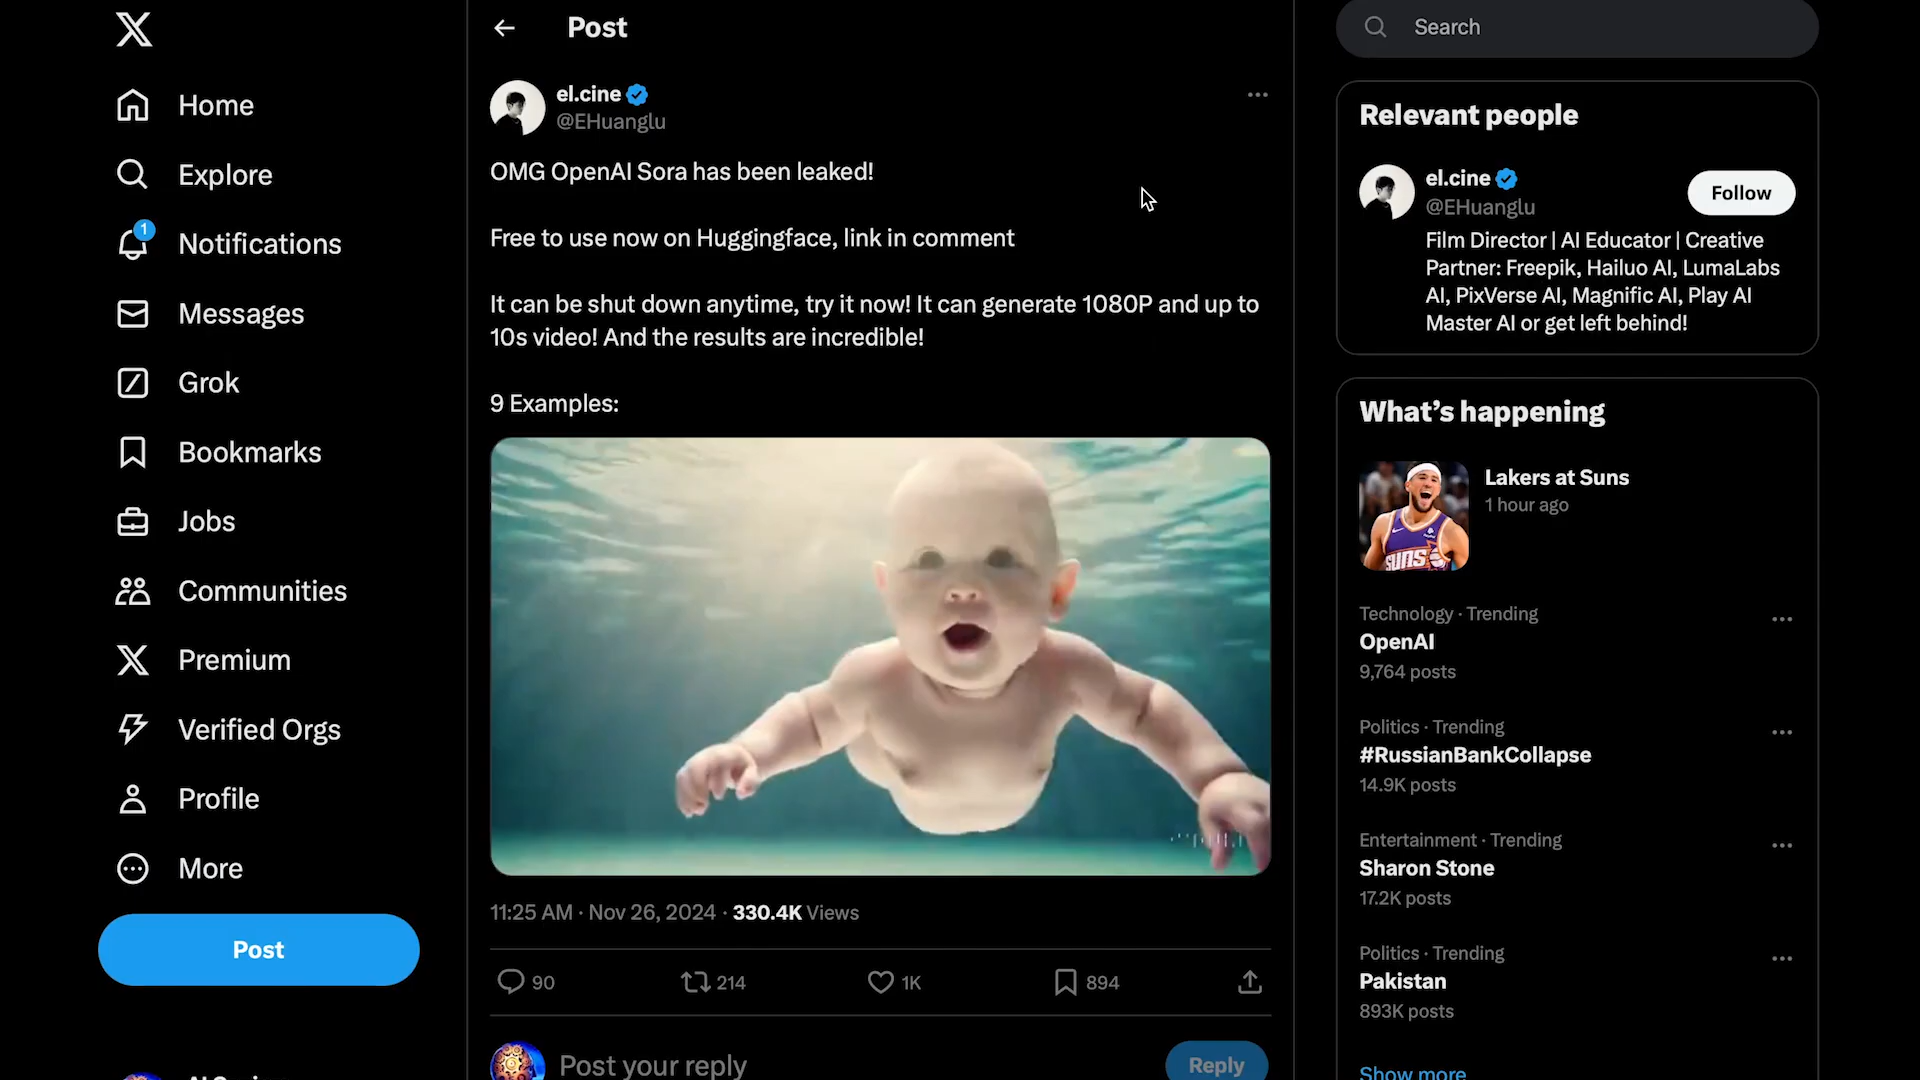 Home
Explore
1
Notifications
Messages
Grok
Bookmarks
Jobs
Communities
Premium
Verified Orgs
Profile
More
Post
Post
el.cine
@EHuanglu
OMG OpenAI Sora has been leaked!
Free to use now on Huggingface, link in comment
It can be shut down anytime, try it now! It can generate 1080P and up to
10s video! And the results are incredible!
9 Examples:
11:25 AM · Nov 26, 2024 · 330.4K Views
90
214
1K
894
Post your reply
Reply
Search
Relevant people
el.cine
@EHuanglu
Follow
Film Director | AI Educator | Creative
Partner: Freepik, Hailuo AI, LumaLabs
AI, PixVerse AI, Magnific AI, Play AI
Master AI or get left behind!
What’s happening
SUNS
Lakers at Suns
1 hour ago
Technology · Trending
OpenAI
9,764 posts
Politics · Trending
#RussianBankCollapse
14.9K posts
Entertainment · Trending
Sharon Stone
17.2K posts
Politics · Trending
Pakistan
893K posts
Show more